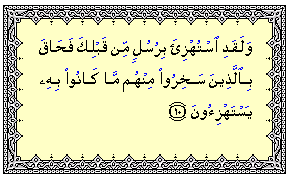 وَلَقَدِ ٱسْتُهْزِئَ بِرُسُلٍ مِّن قَبْلِكَ فَحَاقَ
بِٱلَّذِينَ سَخِرُوا۟ مِنْهُم مَّا كَانُوا۟ بِهِۦ
يَسْتَهْزِءُونَ ١٠